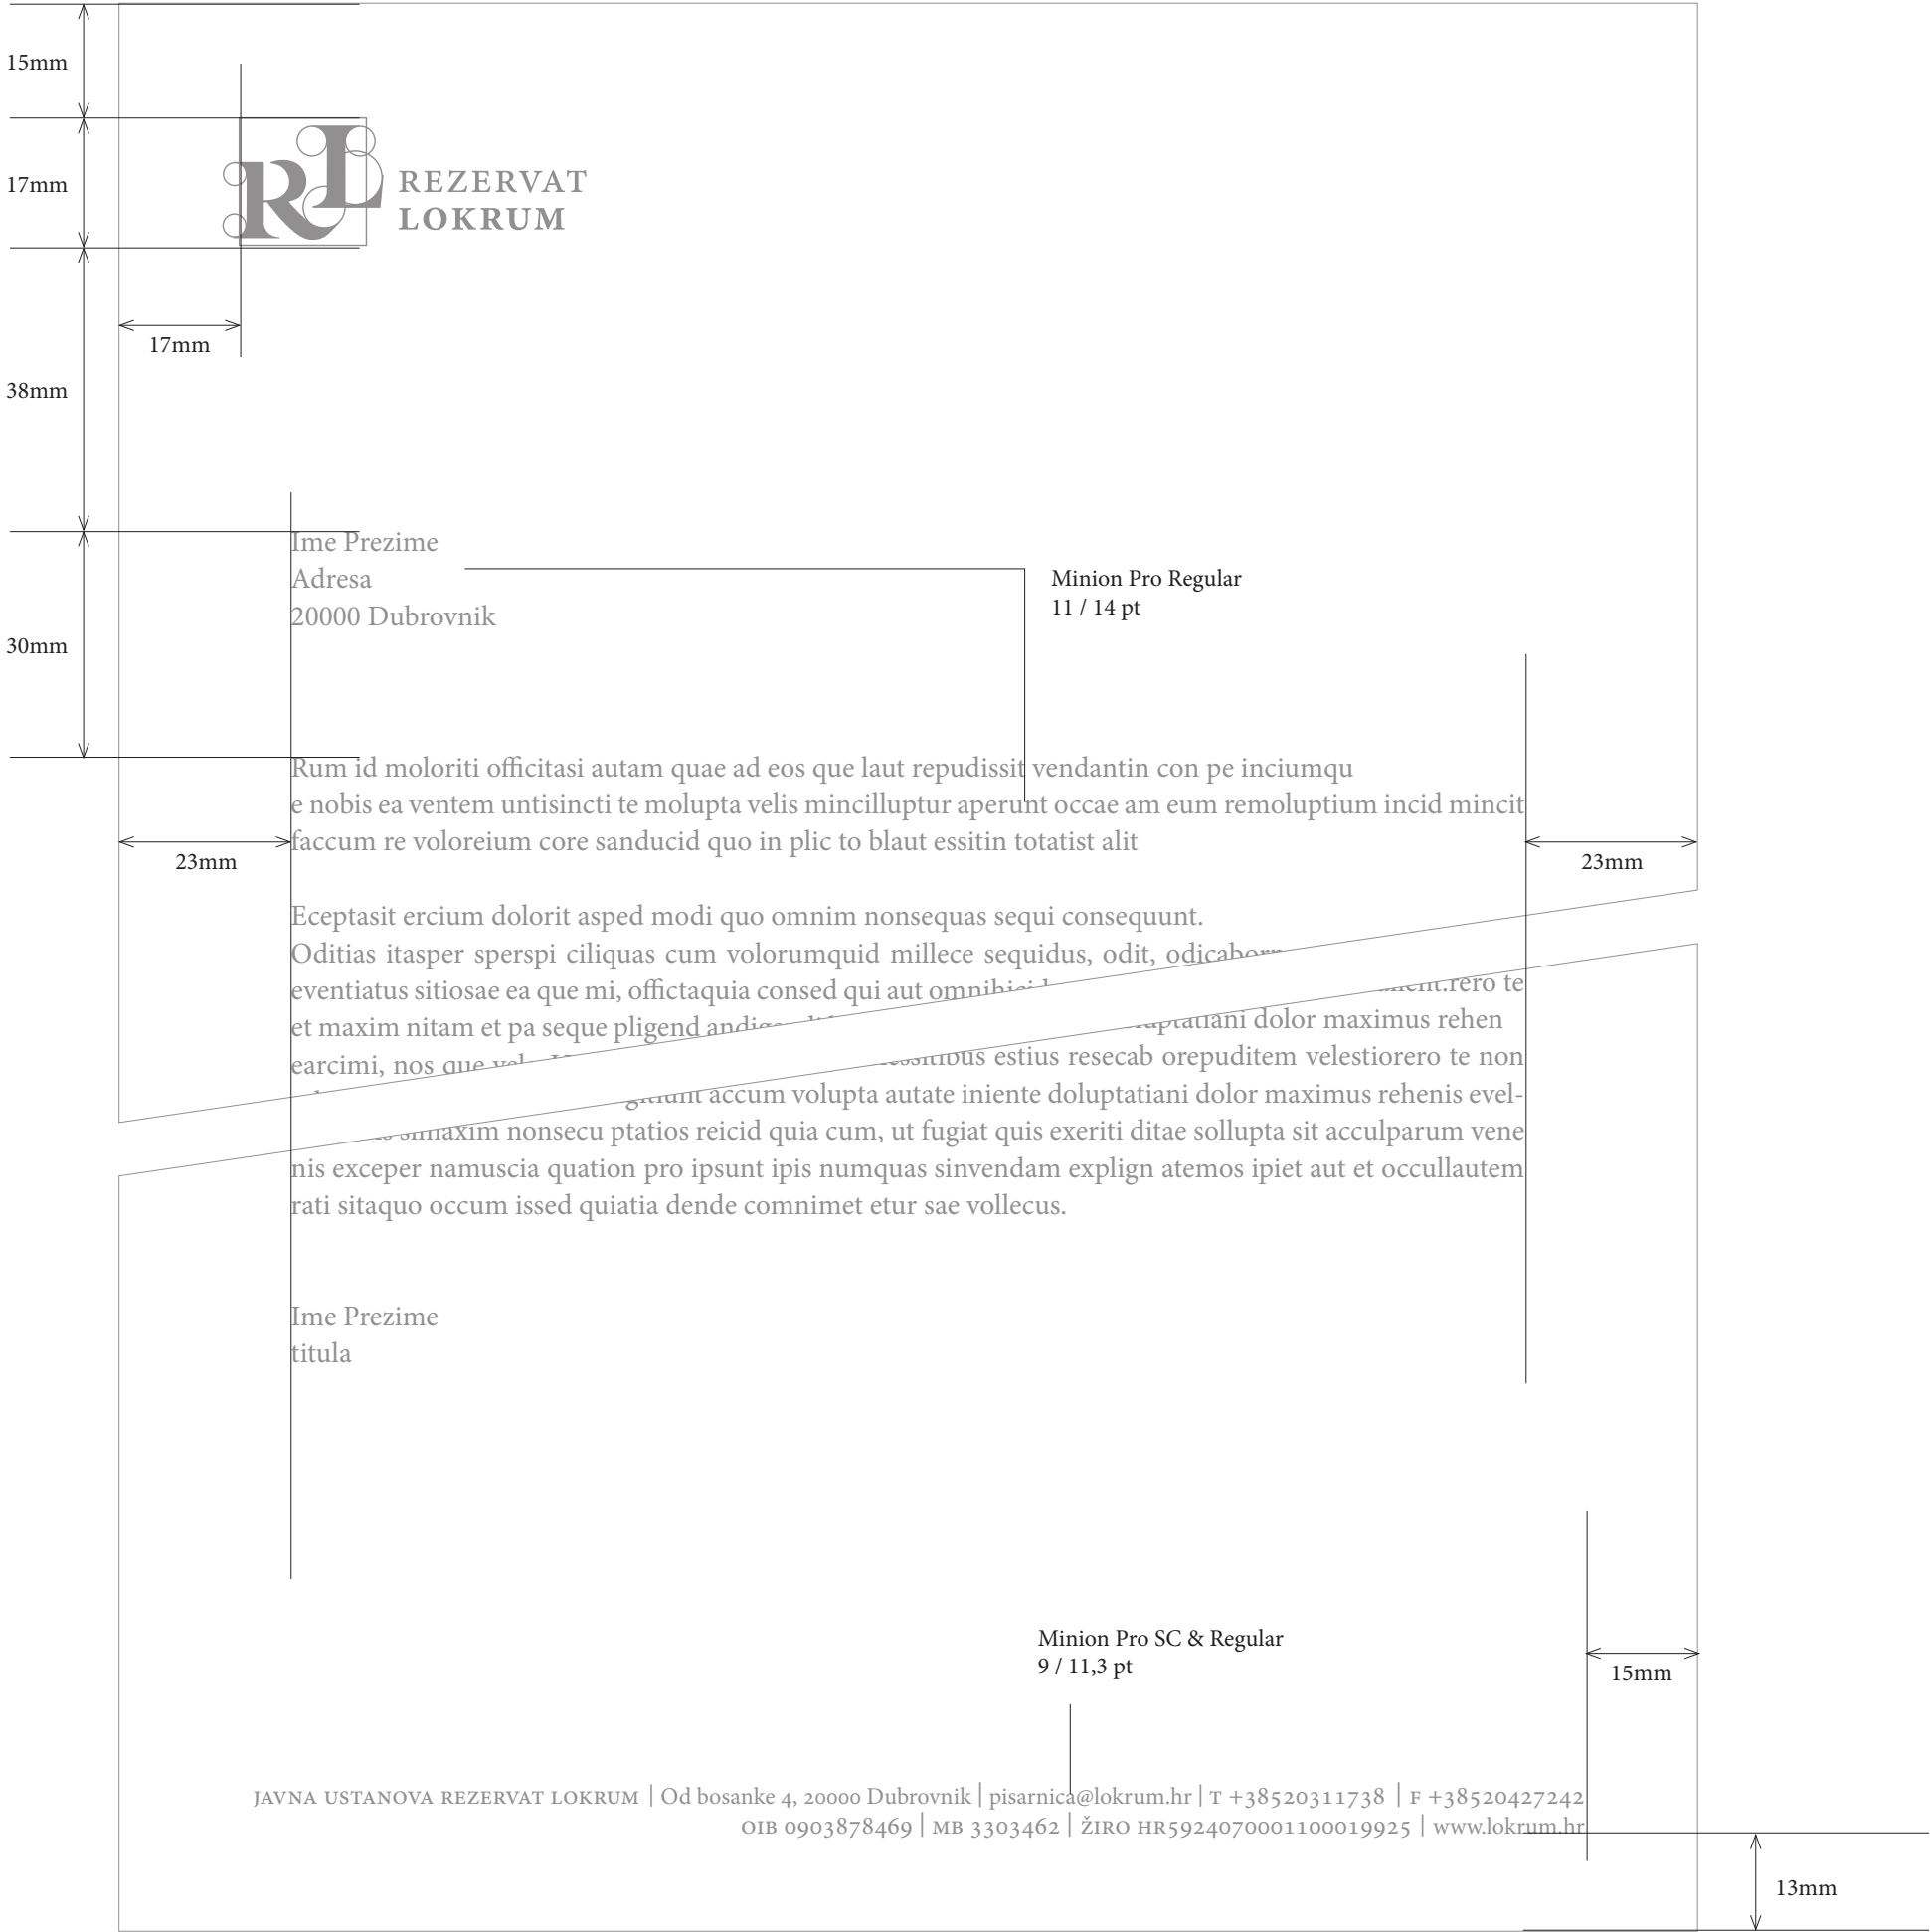 15mm
17mm
REZERVAT
LOKRUM
17mm
38mm
Ime Prezime
Adresa
20000 Dubrovnik
Minion Pro Regular
11 / 14 pt
30mm
Rum id moloriti officitasi autam quae ad eos que laut repudissit vendantin con pe inciumqu
e nobis ea ventem untisincti te molupta velis mincilluptur aperunt occae am eum remoluptium incid mincit
faccum re voloreium core sanducid quo in plic to blaut essitin totatist alit
23mm
23mm
Eceptasit ercium dolorit asped modi quo omnim nonsequas sequi consequunt.
Oditias itasper sperspi ciliquas cum volorumquid millece sequidus, odit,
eventiatus sitiosae ea que mi, offictaquia consed qui aut
rero te
et maxim nitam et pa seque pligend
dolor maximus rehen
earcimi, nos que
estius resecab orepuditem velestiorero te non
accum volupta autate iniente doluptatiani dolor maximus rehenis evel-
nonsecu ptatios reicid quia cum, ut fugiat quis exeriti ditae sollupta sit acculparum vene
nis exceper namuscia quation pro ipsunt ipis numquas sinvendam explign atemos ipiet aut et occullautem
rati sitaquo occum issed quiatia dende comnimet etur sae vollecus.
Ime Prezime
titula
Minion Pro SC & Regular
9 / 11,3 pt
15mm
JAVNA USTANOVA REZERVAT LOKRUM | Od bosanke 4, 20000 Dubrovnik | pisarnica@lokrum.hr | T +38520311738 | F +38520427242
OIB 0903878469 | MB 3303462 | ŽIRO HR5924070001100019925 | www.lokrum.hr
13mm